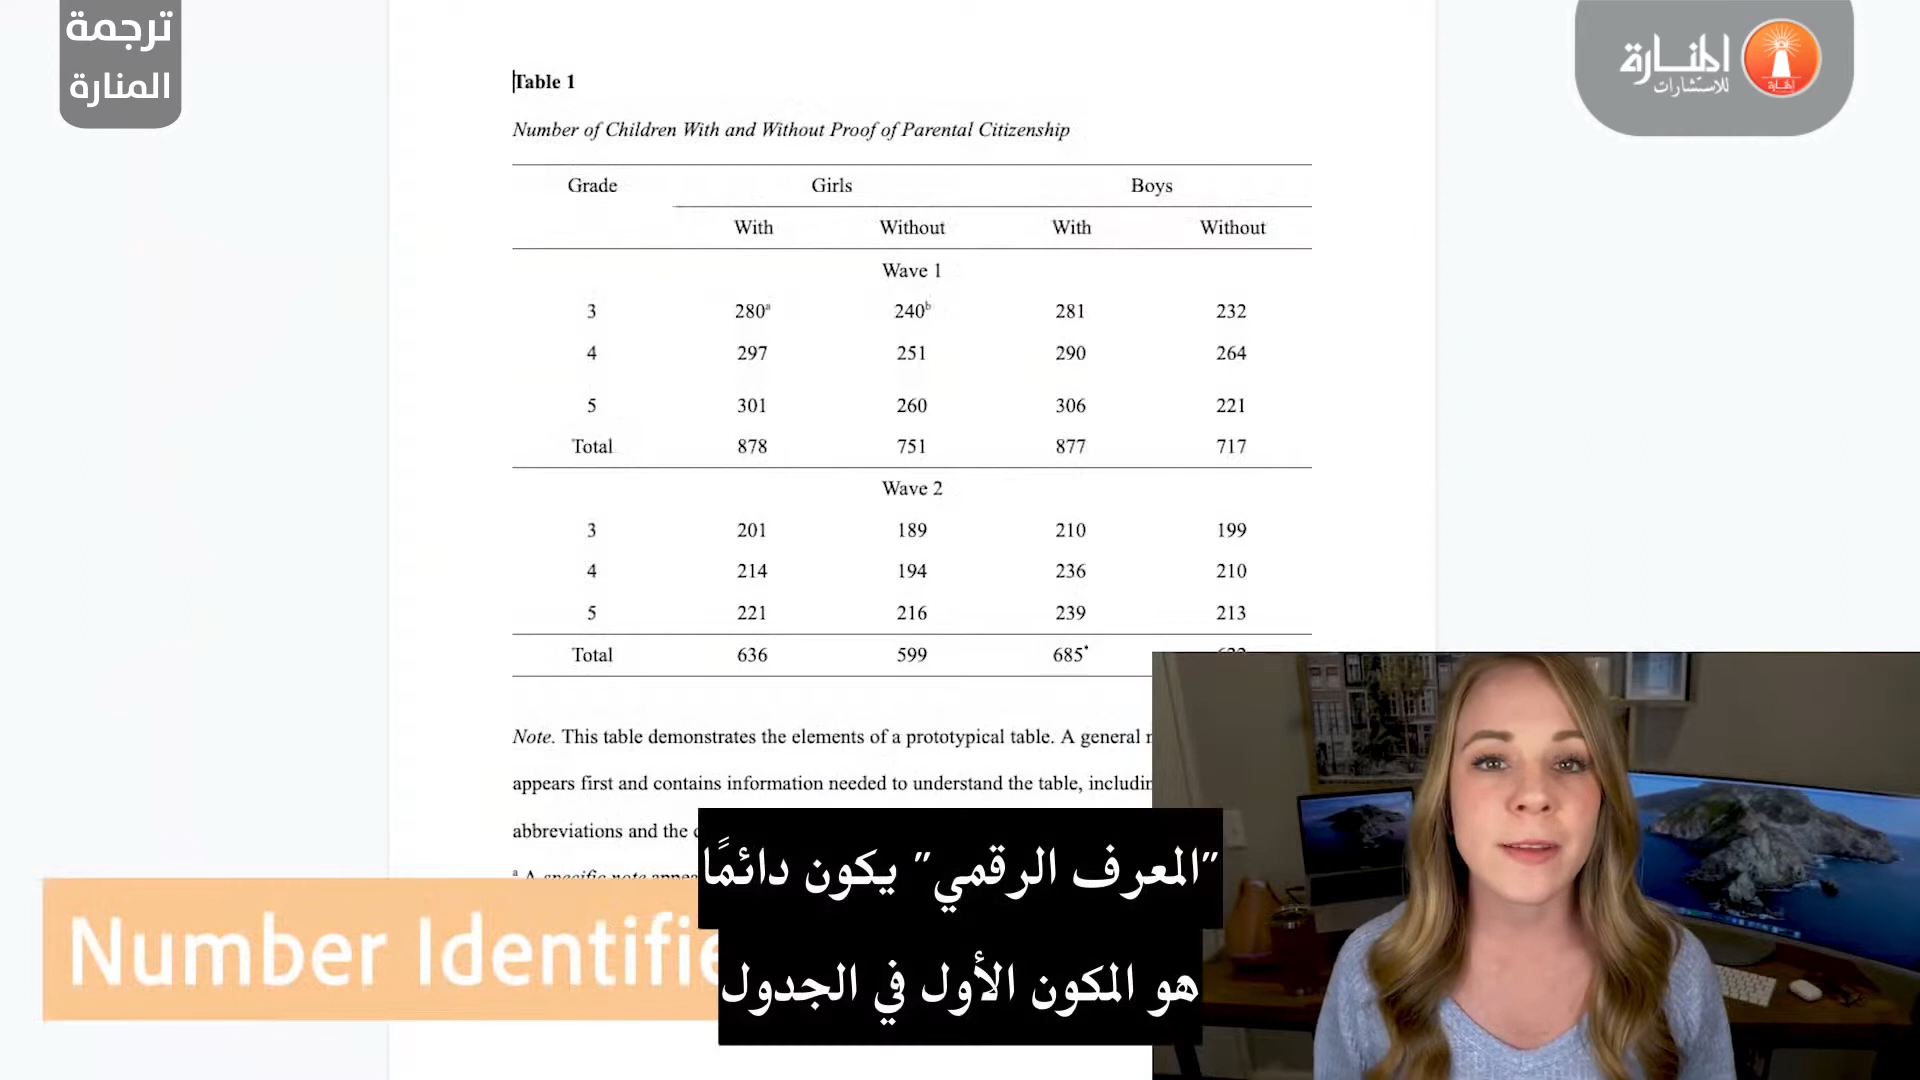 ترجمة
المنارة
المنارة
للاستشارات
المنارة
Table 1
Number of Children With and Without Proof of Parental Citizenship
Grade Girls Boys
With Without With Without
Wave 1
3 280ᵃ 240ᵇ 281 232
4 297 251 290 264
5 301 260 306 221
Total 878 751 877 717
Wave 2
3 201 189 210 199
4 214 194 236 210
5 221 216 239 213
Total 636 599 685*
Note. This table demonstrates the elements of a prototypical table. A general
appears first and contains information needed to understand the table,
abbreviations and the
ᵃ A specific note
Number
"المعرف الرقمي" يكون دائمًا
هو المكون الأول في الجدول